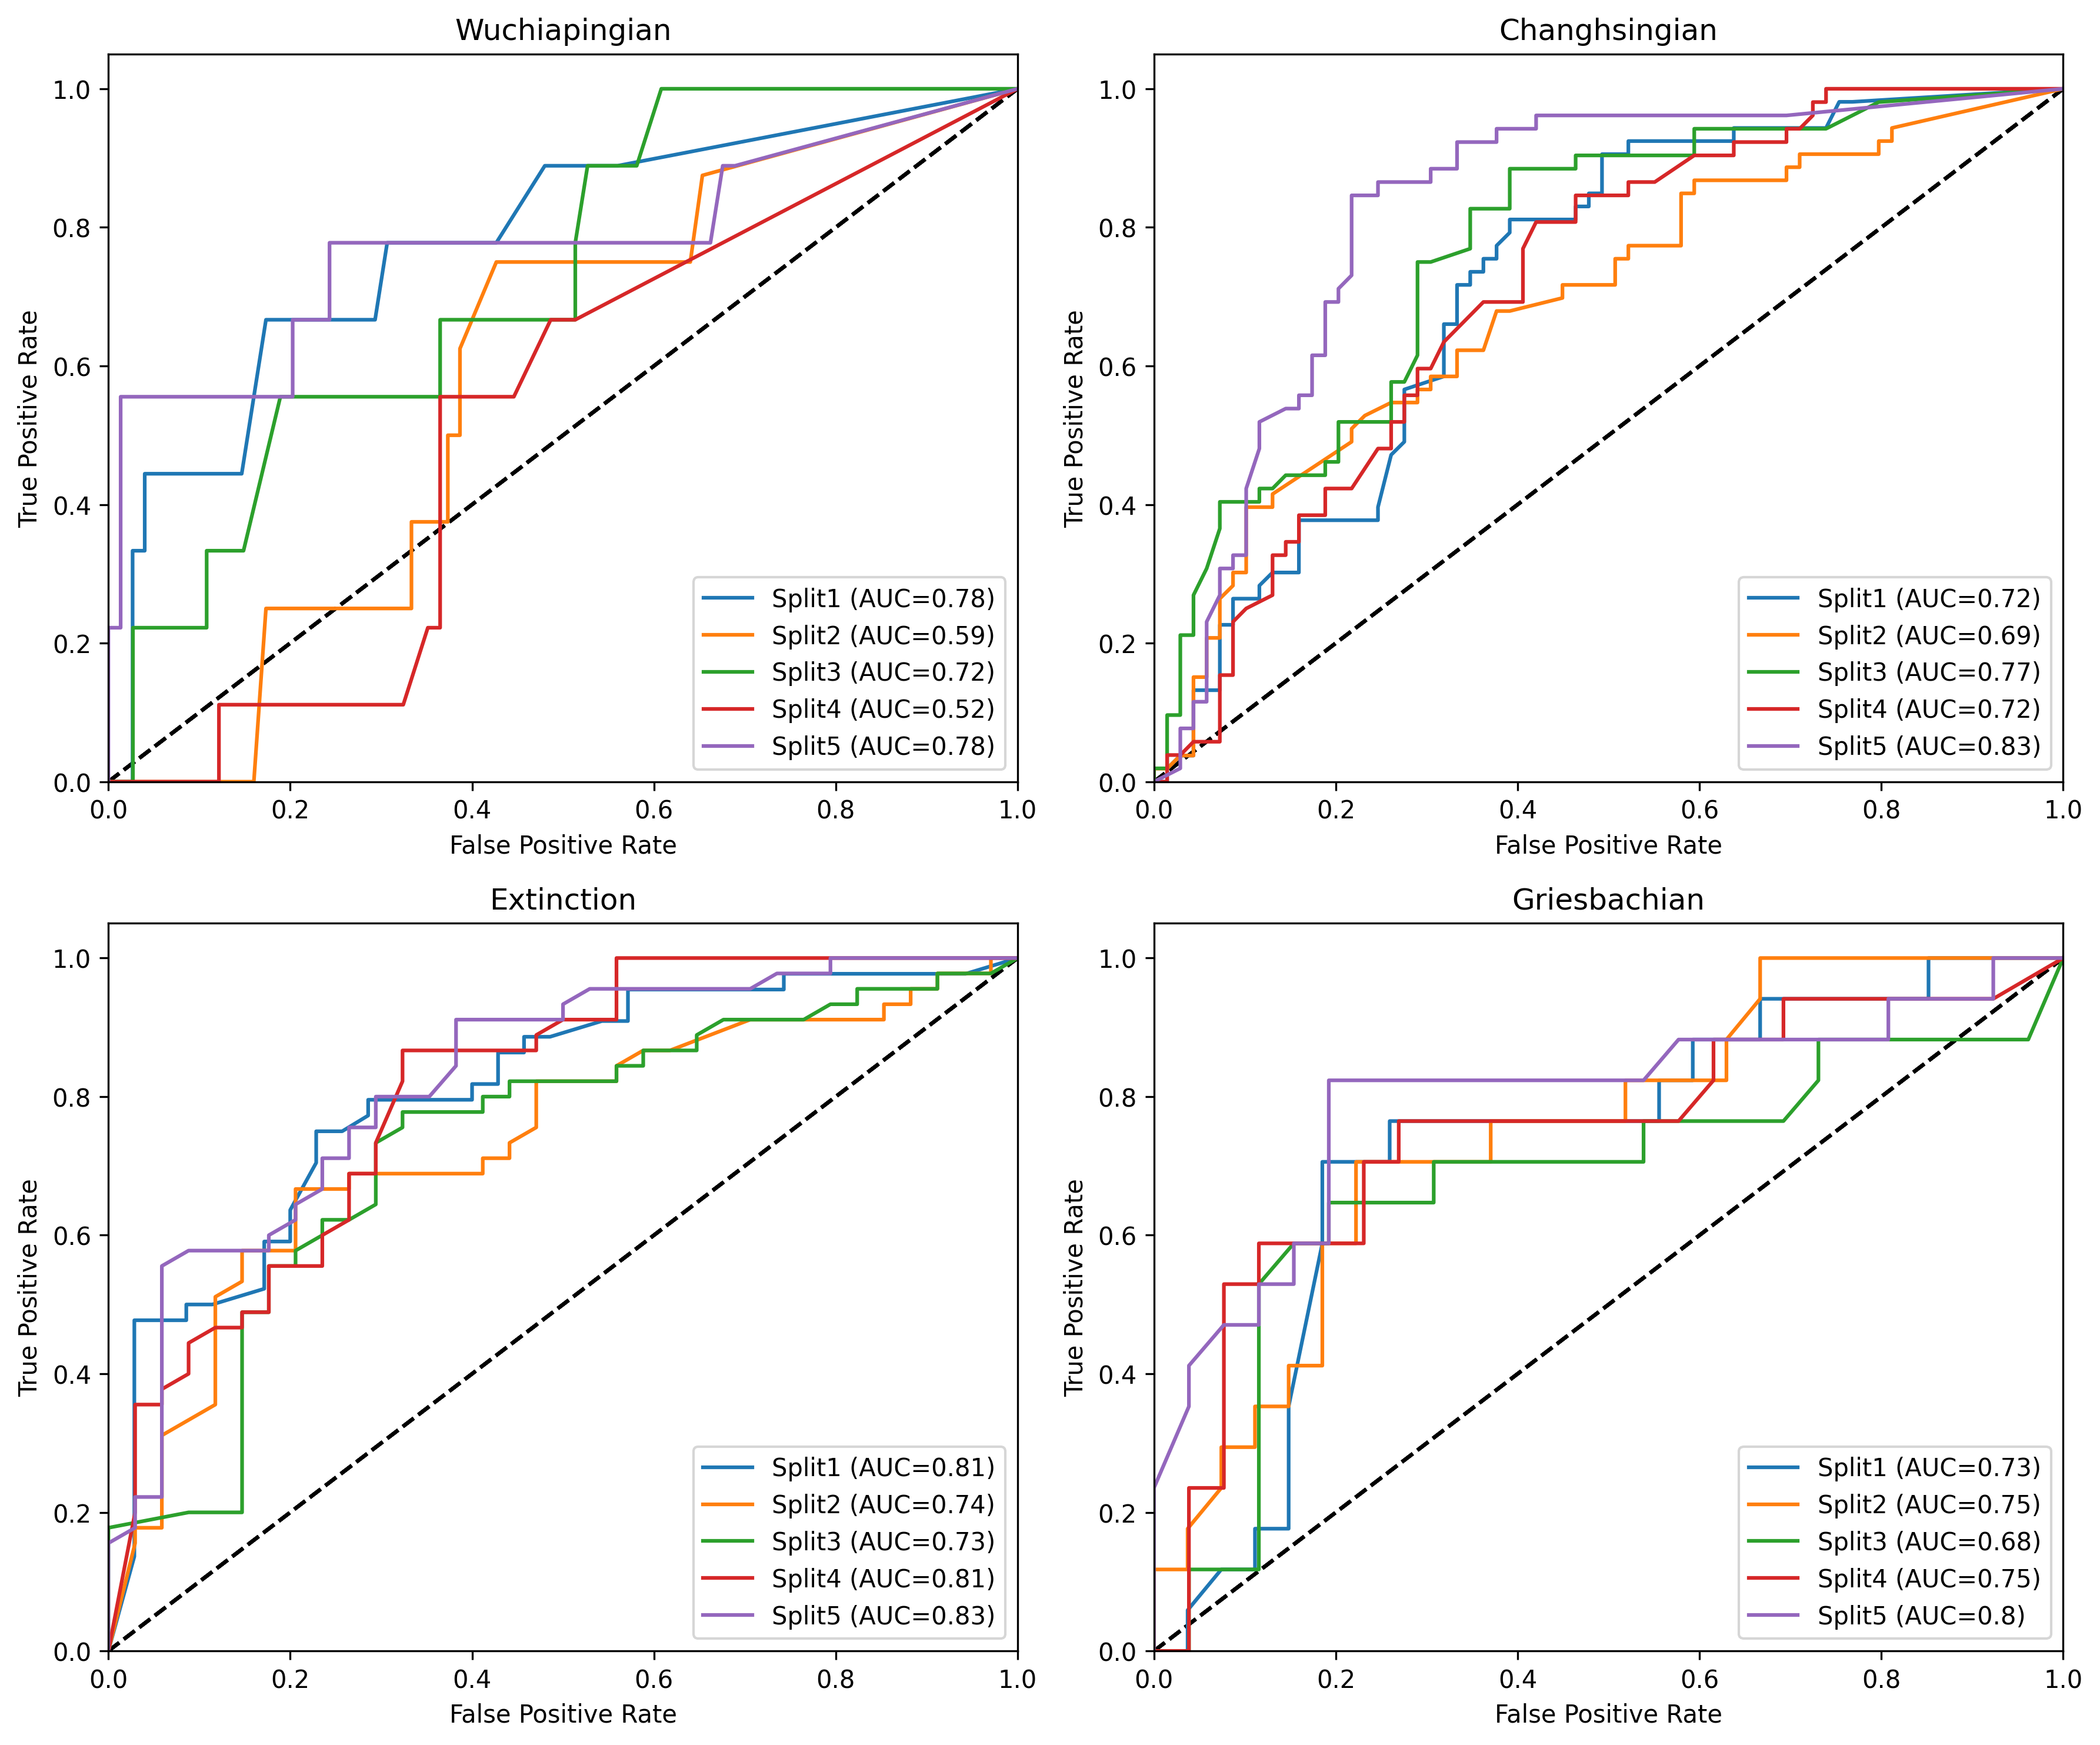 Wuchiapingian
True Positive Rate
1.0
0.8
0.6
0.4
0.2
0.0
0.0 0.2 0.4 0.6 0.8 1.0
False Positive Rate
Split1 (AUC=0.78)
Split2 (AUC=0.59)
Split3 (AUC=0.72)
Split4 (AUC=0.52)
Split5 (AUC=0.78)
Changhsingian
True Positive Rate
1.0
0.8
0.6
0.4
0.2
0.0
0.0 0.2 0.4 0.6 0.8 1.0
False Positive Rate
Split1 (AUC=0.72)
Split2 (AUC=0.69)
Split3 (AUC=0.77)
Split4 (AUC=0.72)
Split5 (AUC=0.83)
Extinction
True Positive Rate
1.0
0.8
0.6
0.4
0.2
0.0
0.0 0.2 0.4 0.6 0.8 1.0
False Positive Rate
Split1 (AUC=0.81)
Split2 (AUC=0.74)
Split3 (AUC=0.73)
Split4 (AUC=0.81)
Split5 (AUC=0.83)
Griesbachian
True Positive Rate
1.0
0.8
0.6
0.4
0.2
0.0
0.0 0.2 0.4 0.6 0.8 1.0
False Positive Rate
Split1 (AUC=0.73)
Split2 (AUC=0.75)
Split3 (AUC=0.68)
Split4 (AUC=0.75)
Split5 (AUC=0.8)